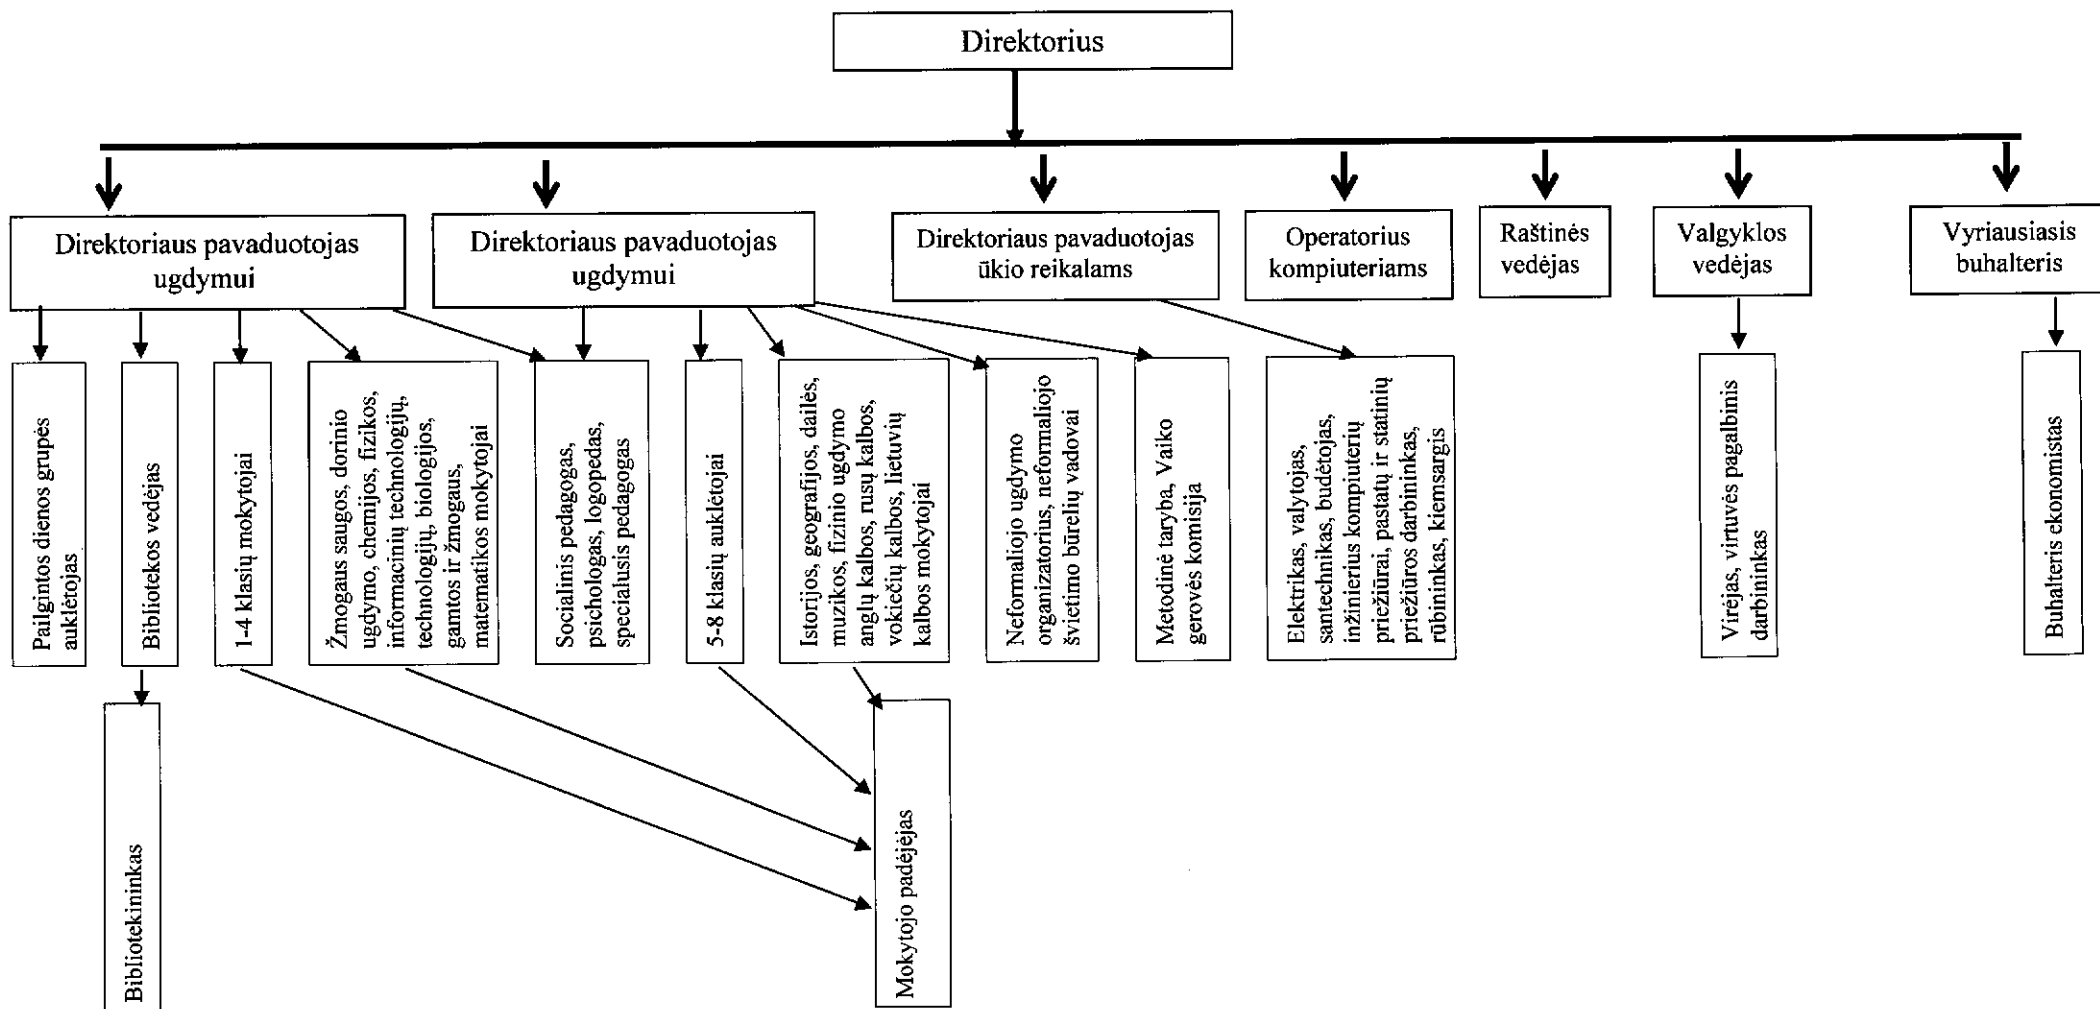 Direktorius
Direktoriaus pavaduotojas
ugdymui
Direktoriaus pavaduotojas
ugdymui
Direktoriaus pavaduotojas
ūkio reikalams
Operatorius
kompiuteriams
Raštinės
vedėjas
Valgyklos
vedėjas
Vyriausiasis
buhalteris
Pailgintos dienos grupės
auklėtojas
Bibliotekos vedėjas
1-4 klasių mokytojai
Žmogaus saugos, dorinio
ugdymo, chemijos, fizikos,
informacinių technologijų,
technologijų, biologijos,
gamtos ir žmogaus,
matematikos mokytojai
Socialinis pedagogas,
psichologas, logopedas,
specialusis pedagogas
5-8 klasių auklėtojai
Istorijos, geografijos, dailės,
muzikos, fizinio ugdymo
anglų kalbos, rusų kalbos,
vokiečių kalbos, lietuvių
kalbos mokytojai
Neformaliojo ugdymo
organizatorius, neformaliojo
švietimo būrelių vadovai
Metodinė taryba, Vaiko
gerovės komisija
Elektrikas, valytojas,
santechnikas, budėtojas,
inžinierius kompiuterių
priežiūrai, pastatų ir statinių
priežiūros darbininkas,
rūbininkas, kiemsargis
Virėjas, virtuvės pagalbinis
darbininkas
Buhalteris ekonomistas
Bibliotekininkas
Mokytojo padėjėjas